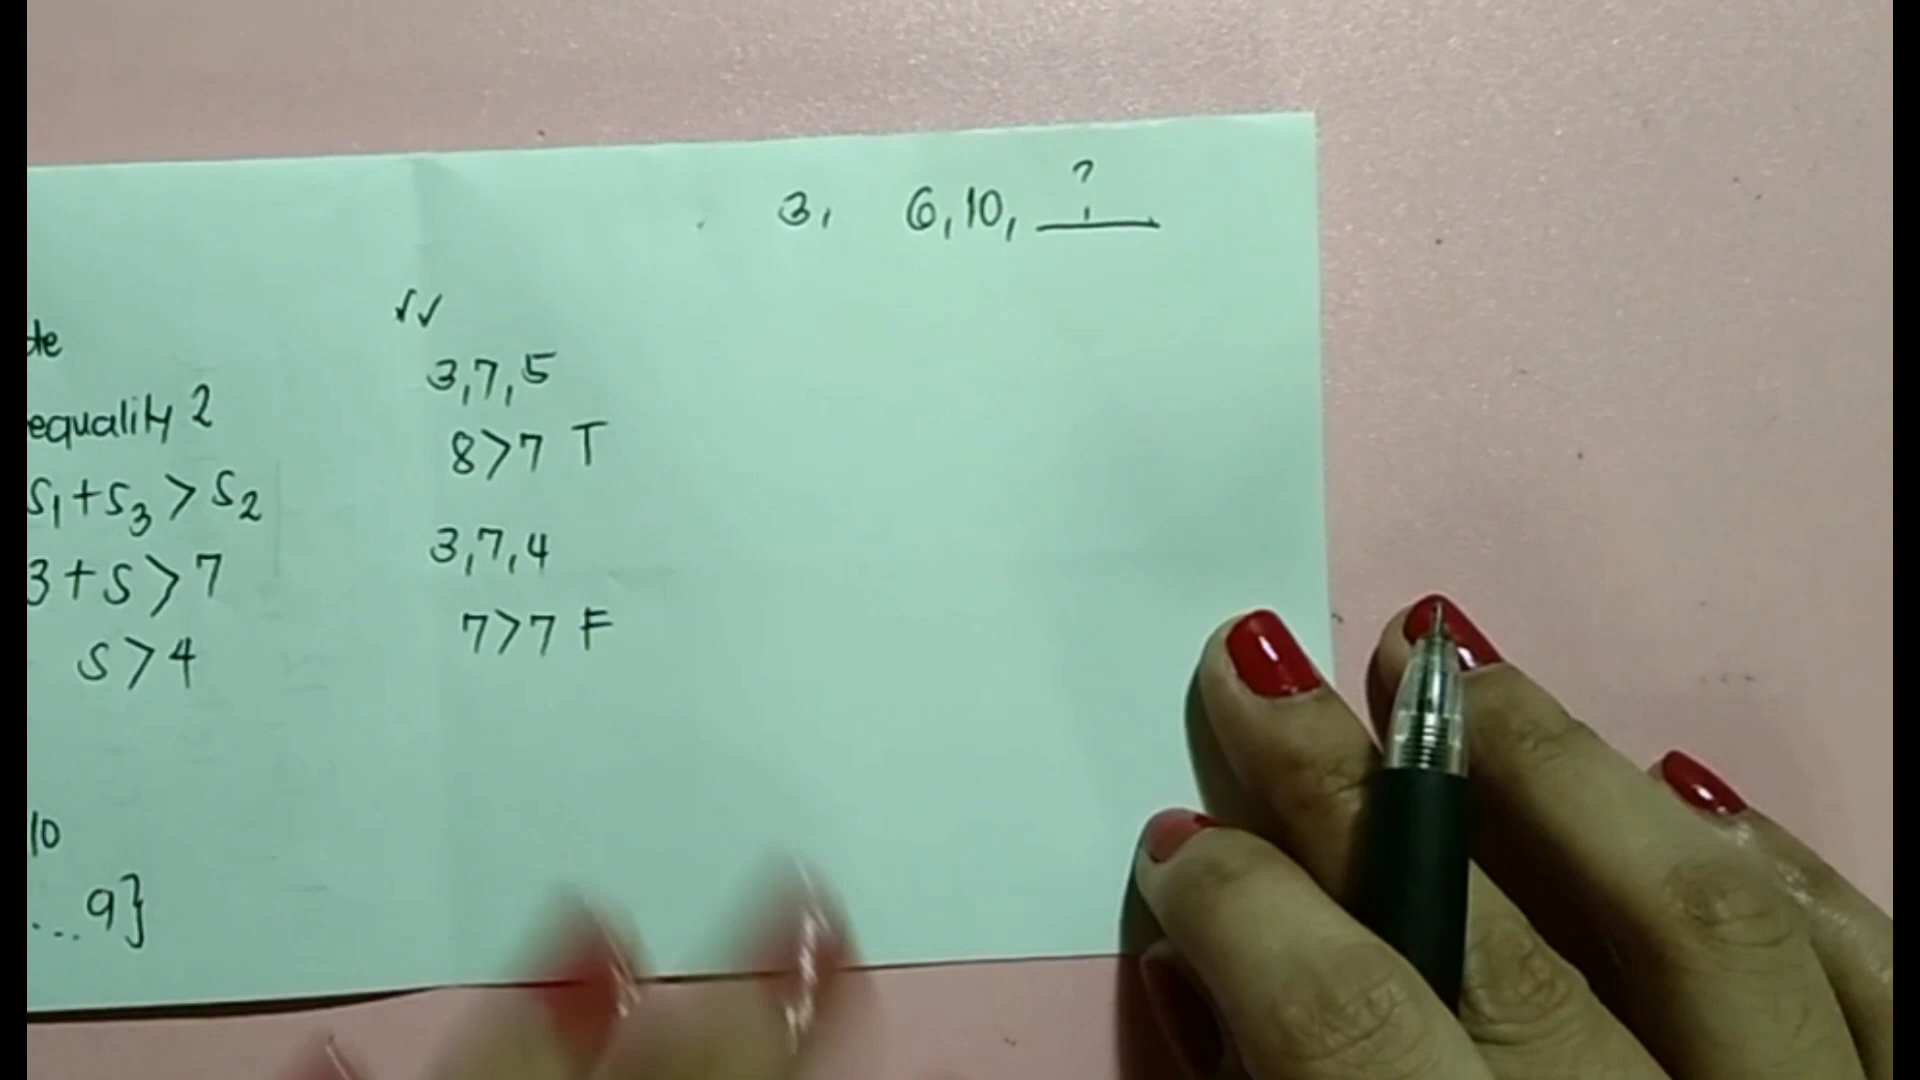 3, 6, 10, ?
√√
equality 2
S1+S3 > S2
3+S > 7
S > 4
10
...9}
3,7,5
8>7 T
3,7,4
7>7 F